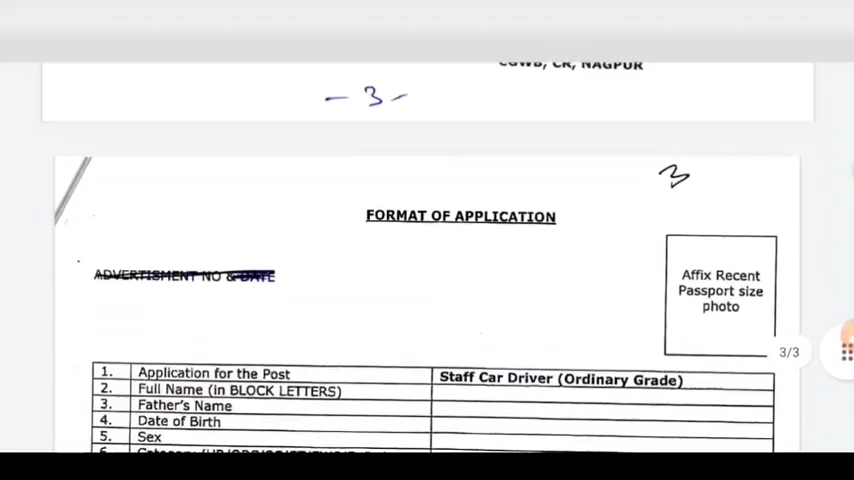 CGWB, CR, NAGPUR
- 3 -
3
FORMAT OF APPLICATION
ADVERTISMENT NO & DATE
Affix Recent
Passport size
photo
3/3
1. Application for the Post Staff Car Driver (Ordinary Grade)
2. Full Name (in BLOCK LETTERS)
3. Father's Name
4. Date of Birth
5. Sex
6.